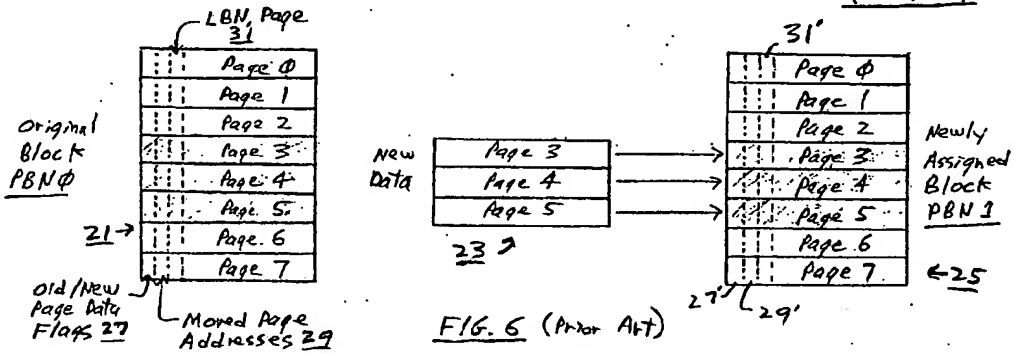 LBN, Page
31
Page 0
Page 1
Page 2
Page 3
Page 4
Page 5
Page 6
Page 7
Original
Block
PBN0
21
Old/New
Page Data
Flags 27
Moved Page
Addresses 29
New
Data
Page 3
Page 4
Page 5
23
FIG. 6 (Prior Art)
31'
Page 0
Page 1
Page 2
Page 3
Page 4
Page 5
Page 6
Page 7
Newly
Assigned
Block
PBN1
25
27'
29'